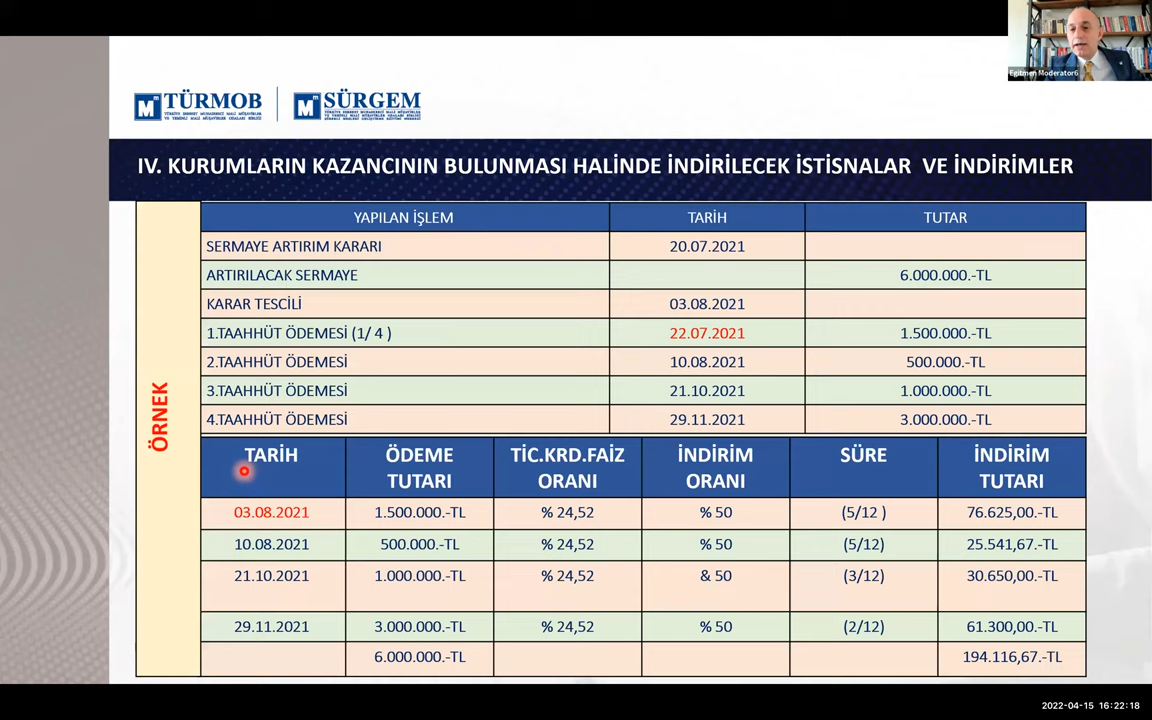 Egitmen Moderator6
TÜRMOB
SÜRGEM
IV. KURUMLARIN KAZANCININ BULUNMASI HALİNDE İNDİRİLECEK İSTİSNALAR VE İNDİRİMLER
ÖRNEK
YAPILAN İŞLEM TARİH TUTAR
SERMAYE ARTIRIM KARARI 20.07.2021
ARTIRILACAK SERMAYE 6.000.000.-TL
KARAR TESCİLİ 03.08.2021
1.TAAHHÜT ÖDEMESİ (1/ 4 ) 22.07.2021 1.500.000.-TL
2.TAAHHÜT ÖDEMESİ 10.08.2021 500.000.-TL
3.TAAHHÜT ÖDEMESİ 21.10.2021 1.000.000.-TL
4.TAAHHÜT ÖDEMESİ 29.11.2021 3.000.000.-TL
TARİH ÖDEME TUTARI TİC.KRD.FAİZ ORANI İNDİRİM ORANI SÜRE İNDİRİM TUTARI
03.08.2021 1.500.000.-TL % 24,52 % 50 (5/12 ) 76.625,00.-TL
10.08.2021 500.000.-TL % 24,52 % 50 (5/12) 25.541,67.-TL
21.10.2021 1.000.000.-TL % 24,52 & 50 (3/12) 30.650,00.-TL
29.11.2021 3.000.000.-TL % 24,52 % 50 (2/12) 61.300,00.-TL
6.000.000.-TL 194.116,67.-TL
2022-04-15 16:22:18